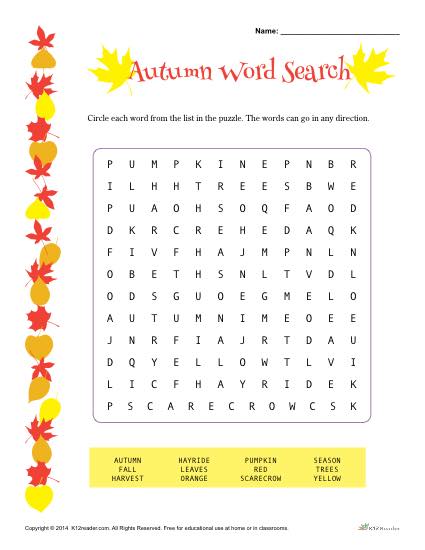 Name: ______________________________
Autumn Word Search
Circle each word from the list in the puzzle. The words can go in any direction.
P U M P K I N E P N B R
I L H H T R E E S B W E
P U A O H S O Q F A O D
D K R C R E H E D A Q K
F I V F H A J M P N L N
O B E T H S N L T V D L
O D S G U O E G M E L O
A U T U M N I M E O E E
J N R F I A J R T D A U
D Q Y E L L O W T L V I
L I C F H A Y R I D E K
P S C A R E C R O W C S K
AUTUMN HAYRIDE PUMPKIN SEASON
FALL LEAVES RED TREES
HARVEST ORANGE SCARECROW YELLOW
Copyright © 2014 K12reader.com. All Rights Reserved. Free for educational use at home or in classrooms. K12reader